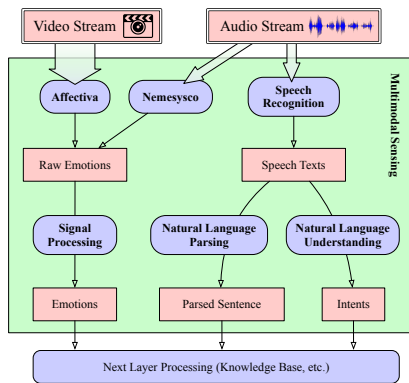 Video Stream
Audio Stream
Affectiva
Nemesysco
Speech
Recognition
Multimodal Sensing
Raw Emotions
Speech Texts
Signal
Processing
Natural Language
Parsing
Natural Language
Understanding
Emotions
Parsed Sentence
Intents
Next Layer Processing (Knowledge Base, etc.)